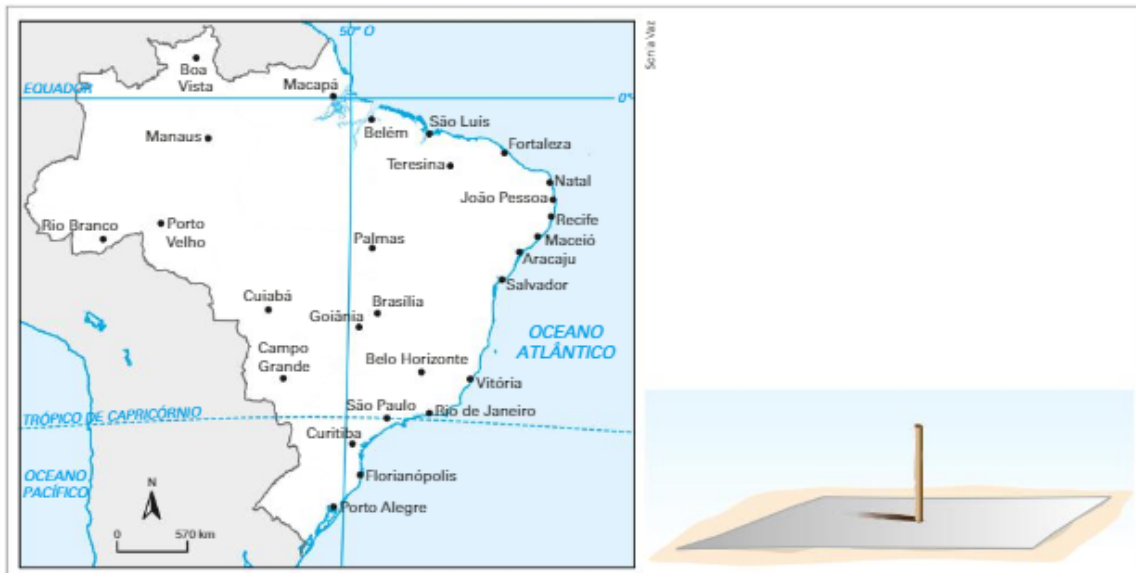 50° O
Boa
Vista
Macapá
EQUADOR
0°
Manaus
Belém
São Luís
Fortaleza
Teresina
Natal
João Pessoa
Recife
Rio Branco
Porto
Velho
Maceió
Palmas
Aracaju
Salvador
Cuiabá
Brasília
Goiânia
OCEANO
ATLÂNTICO
Campo
Grande
Belo Horizonte
Vitória
São Paulo
Rio de Janeiro
TRÓPICO DE CAPRICÓRNIO
Curitiba
OCEANO
PACÍFICO
Florianópolis
N
Porto Alegre
0
570 km
Sonia Vaz